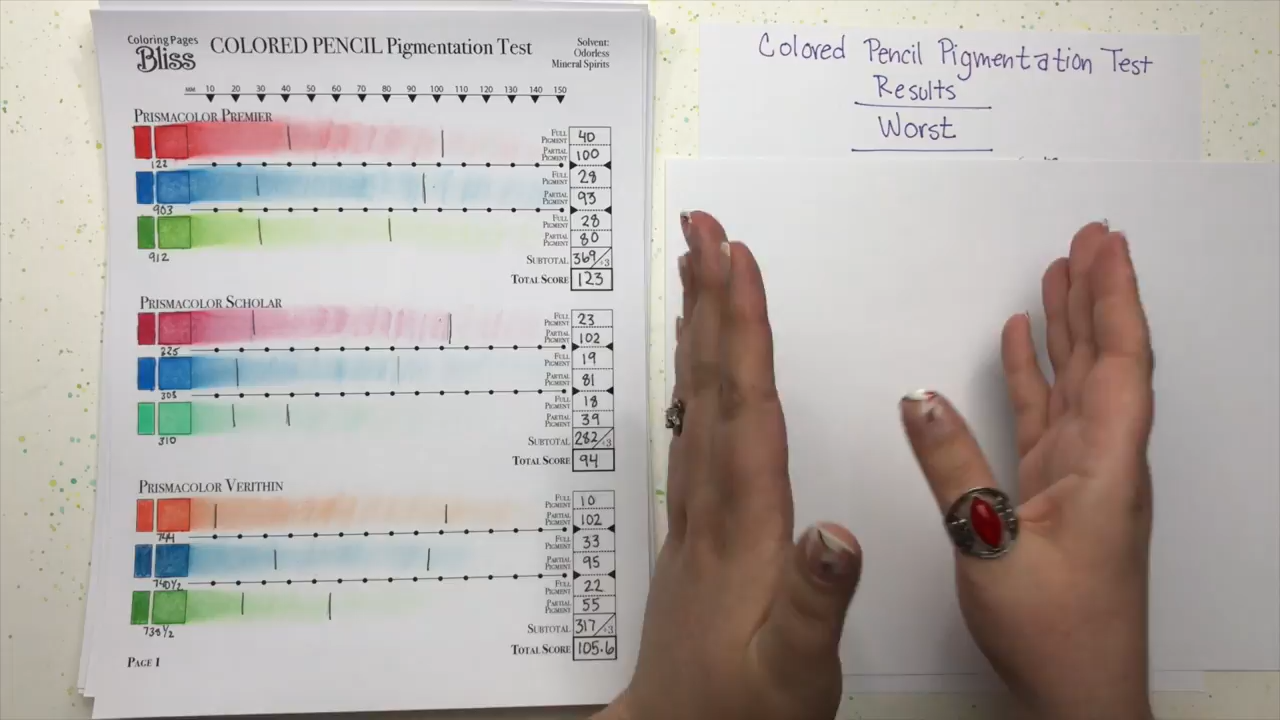 Coloring Pages
Bliss
COLORED PENCIL Pigmentation Test
Solvent:
Odorless
Mineral Spirits
MM 10 20 30 40 50 60 70 80 90 100 110 120 130 140 150
PRISMACOLOR PREMIER
FULL PIGMENT 40
PARTIAL PIGMENT 100
122
FULL PIGMENT 28
PARTIAL PIGMENT 93
903
FULL PIGMENT 28
PARTIAL PIGMENT 80
912
SUBTOTAL 369/÷3
TOTAL SCORE 123
PRISMACOLOR SCHOLAR
FULL PIGMENT 23
PARTIAL PIGMENT 102
225
FULL PIGMENT 19
PARTIAL PIGMENT 81
305
FULL PIGMENT 18
PARTIAL PIGMENT 39
310
SUBTOTAL 282/÷3
TOTAL SCORE 94
PRISMACOLOR VERITHIN
FULL PIGMENT 10
PARTIAL PIGMENT 102
744
FULL PIGMENT 33
PARTIAL PIGMENT 95
740½
FULL PIGMENT 22
PARTIAL PIGMENT 55
738½
SUBTOTAL 317/÷3
TOTAL SCORE 105.6
PAGE 1
Colored Pencil Pigmentation Test
Results
Worst